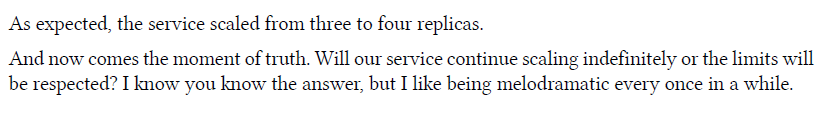 As expected, the service scaled from three to four replicas.
And now comes the moment of truth. Will our service continue scaling indefinitely or the limits will
be respected? I know you know the answer, but I like being melodramatic every once in a while.